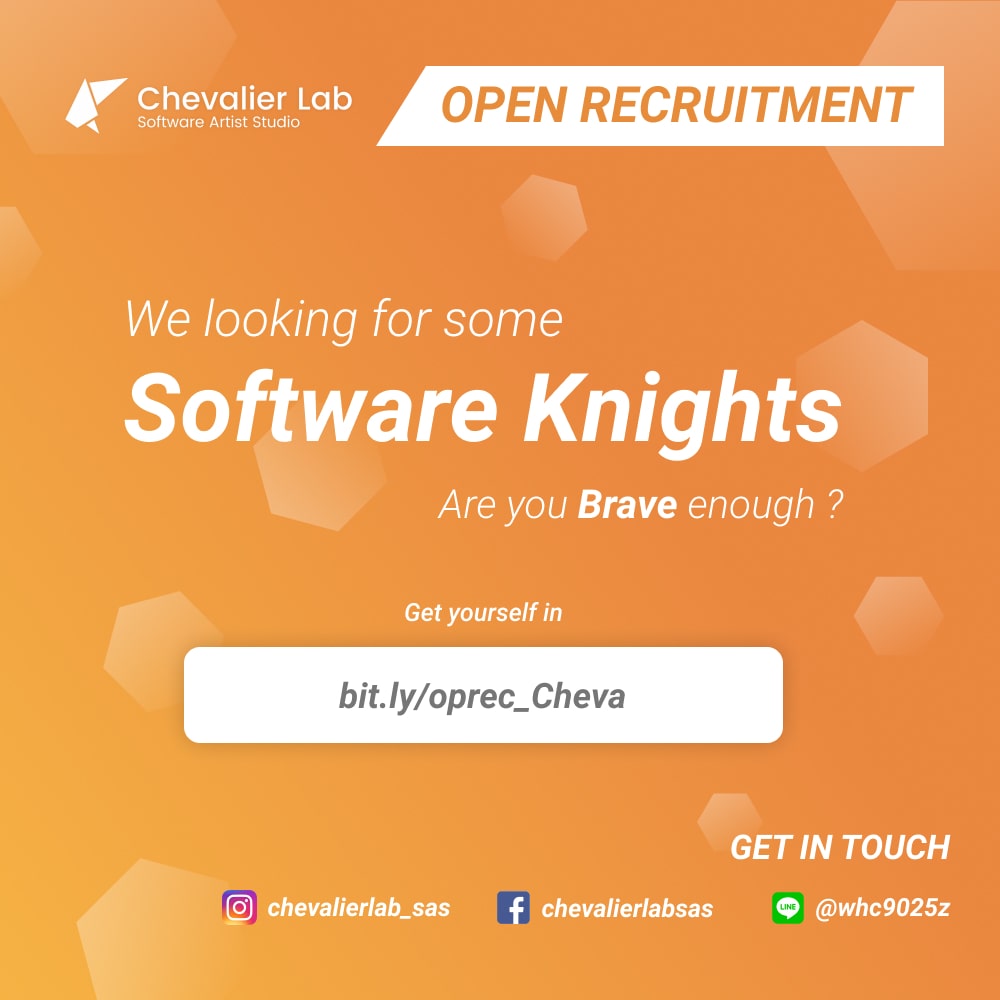 Chevalier Lab
Software Artist Studio
OPEN RECRUITMENT
We looking for some
Software Knights
Are you Brave enough ?
Get yourself in
bit.ly/oprec_Cheva
GET IN TOUCH
chevalierlab_sas
chevalierlabsas
LINE
@whc9025z